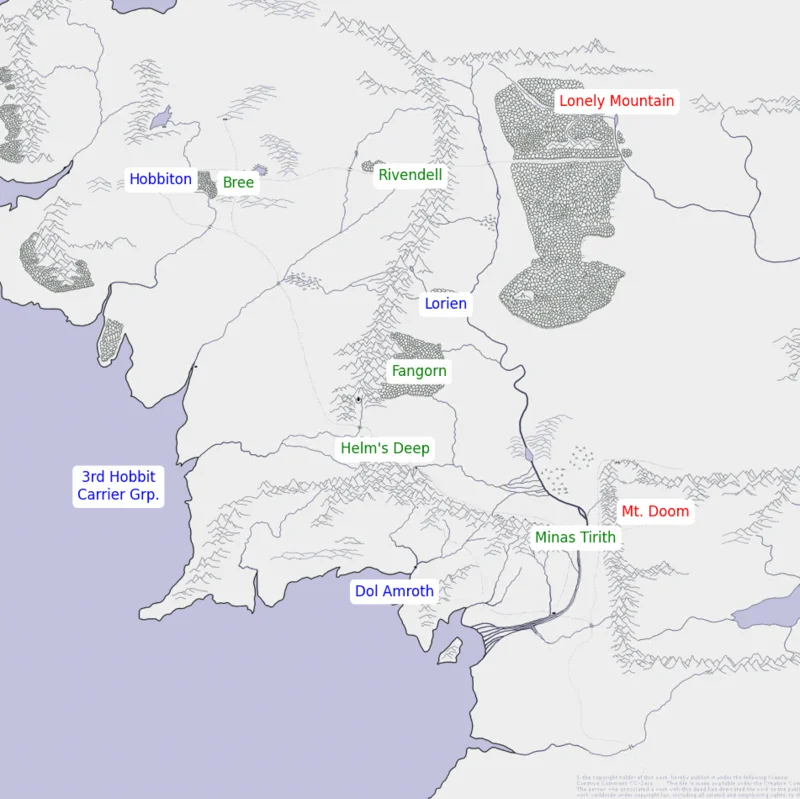 Lonely Mountain
Rivendell
Hobbiton
Bree
Lorien
Fangorn
Helm's Deep
3rd Hobbit
Carrier Grp.
Mt. Doom
Minas Tirith
Dol Amroth